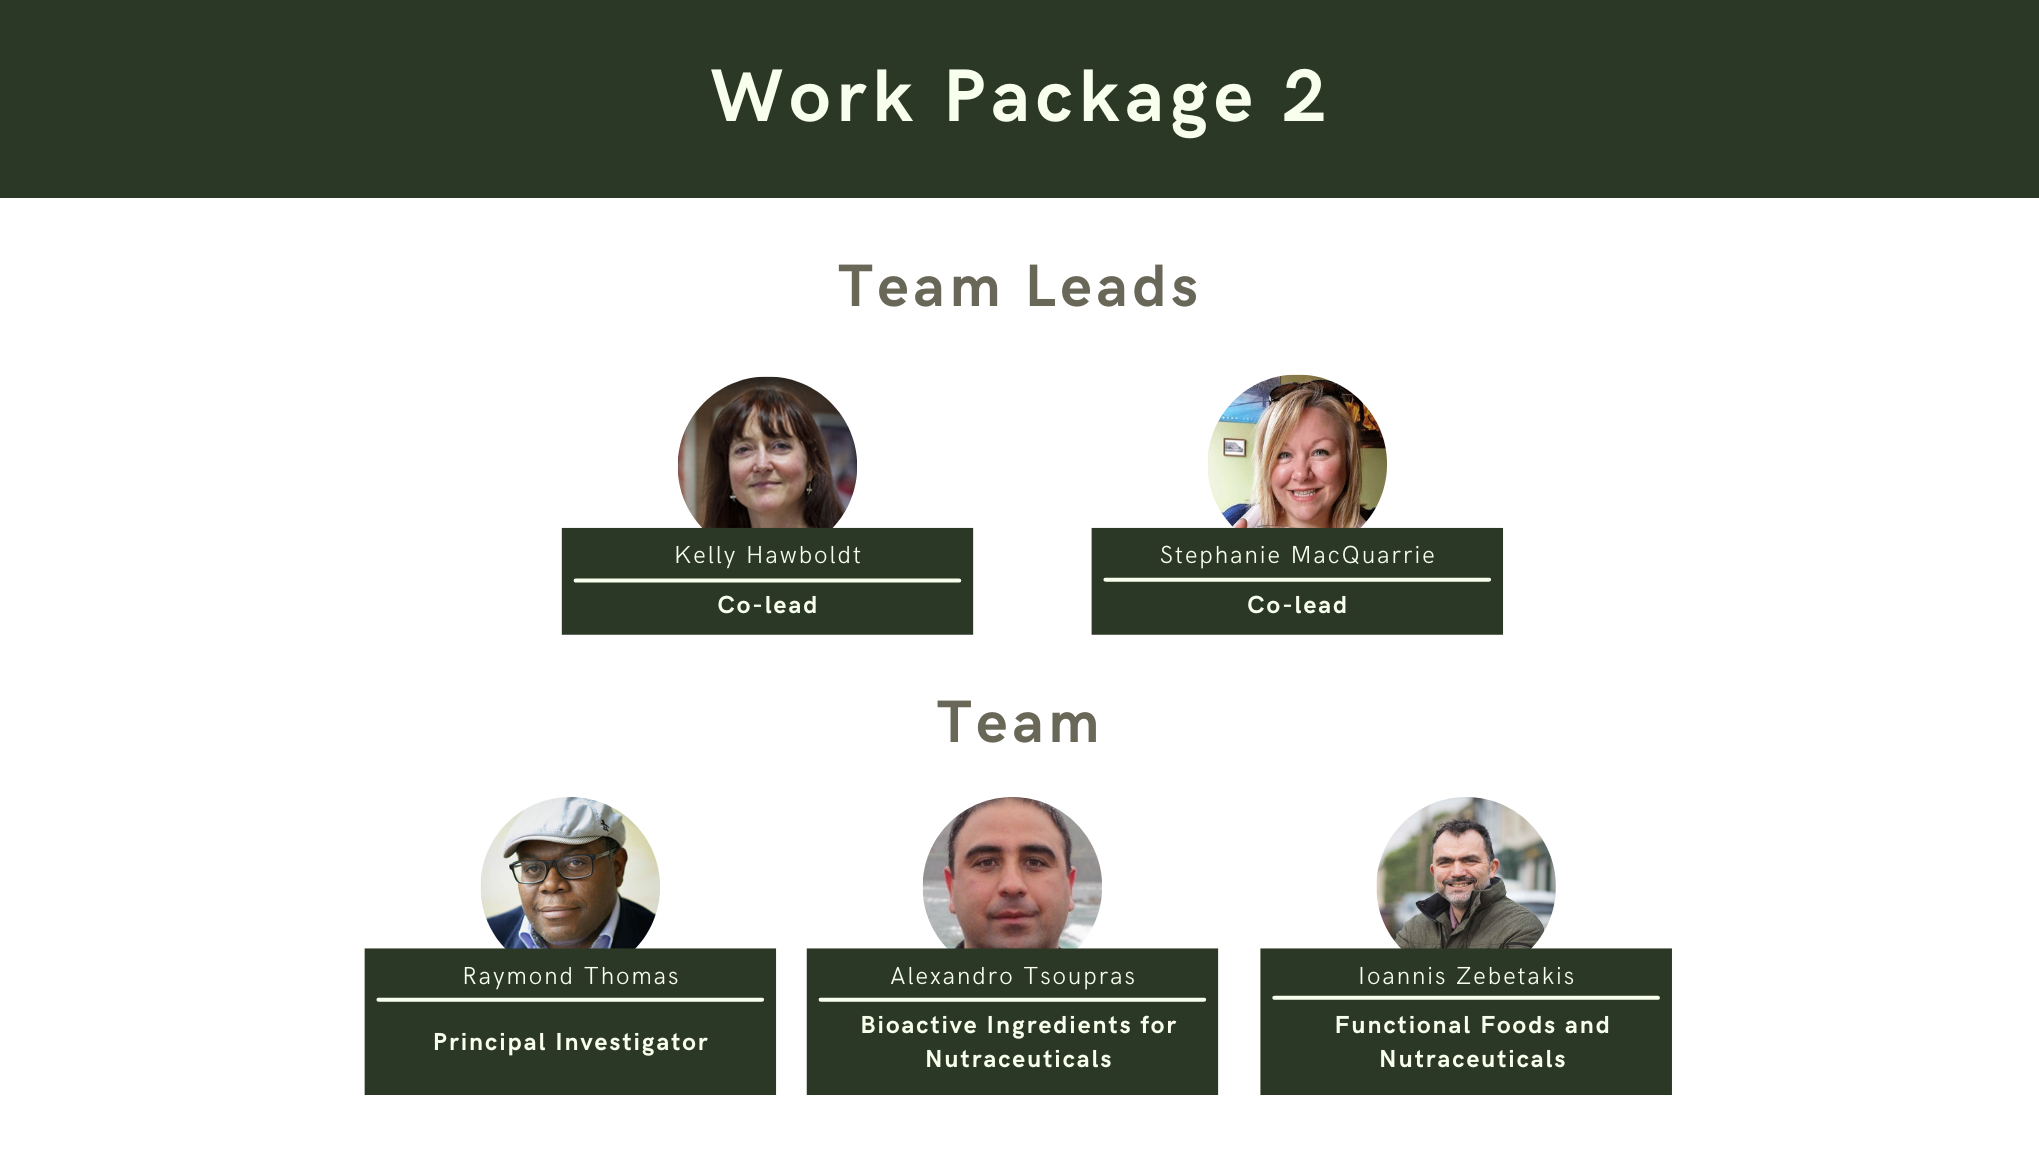 Work Package 2
Team Leads
Kelly Hawboldt
Co-lead
Stephanie MacQuarrie
Co-lead
Team
Raymond Thomas
Principal Investigator
Alexandro Tsoupras
Bioactive Ingredients for
Nutraceuticals
Ioannis Zebetakis
Functional Foods and
Nutraceuticals